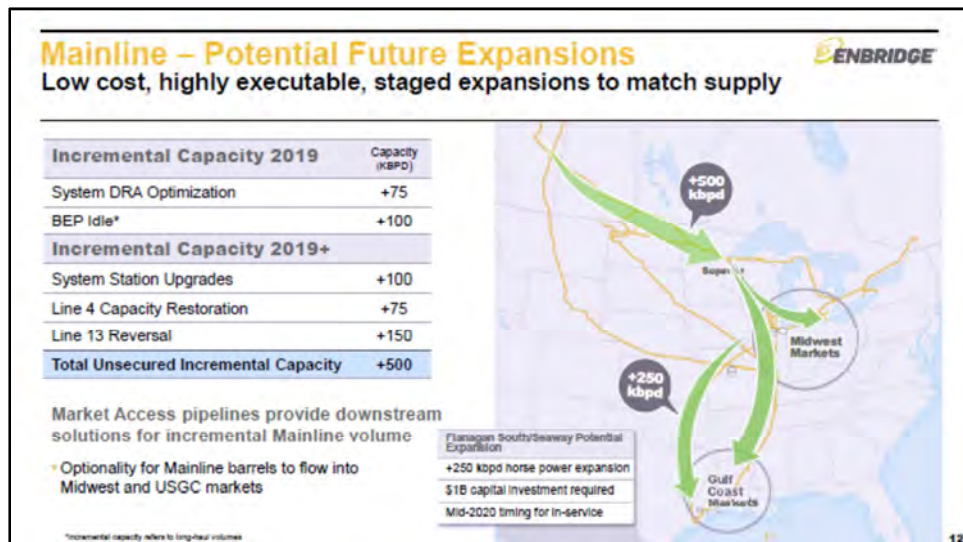 Mainline – Potential Future Expansions
ENBRIDGE
Low cost, highly executable, staged expansions to match supply
Incremental Capacity 2019 Capacity (KBPD)
System DRA Optimization +75
BEP Idle* +100
Incremental Capacity 2019+
System Station Upgrades +100
Line 4 Capacity Restoration +75
Line 13 Reversal +150
Total Unsecured Incremental Capacity +500
Market Access pipelines provide downstream
solutions for incremental Mainline volume
Optionality for Mainline barrels to flow into
Midwest and USGC markets
+500
kbpd
Midwest
Markets
+250
kbpd
Flanagan South/Seaway Potential
Expansion
+250 kbpd horse power expansion
$1B capital investment required
Mid-2020 timing for in-service
Gulf
Coast
Markets
*Incremental capacity refers to long-haul volumes
12